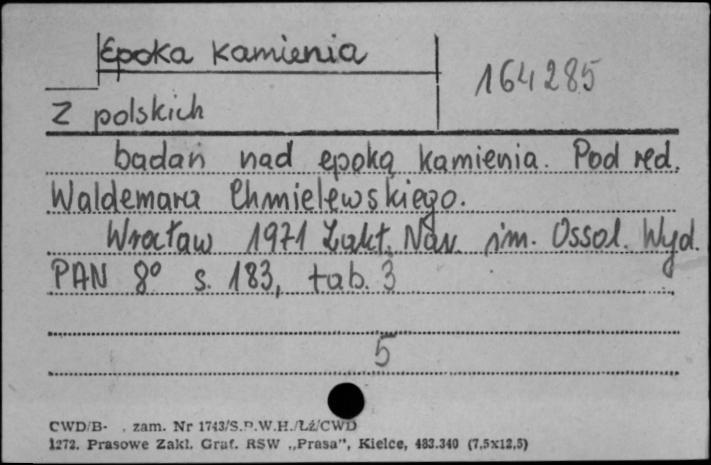 Epoka kamienia
164285
Z polskich
badań nad epoką kamienia. Pod red.
Waldemara Chmielewskiego.
Wrocław 1971 Zakł. Nar. im. Ossol. Wyd.
PAN 8° s. 183, tab. 3
5
CWD/B- . zam. Nr 1743/S.P.W.H./Łź/CWD
1272. Prasowe Zakł. Graf. RSW „Prasa", Kielce, 483.340 (7,5x12,5)